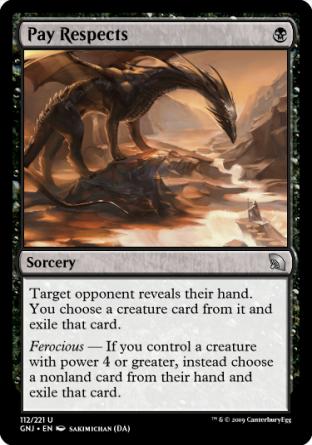 Pay Respects
Sorcery
Target opponent reveals their hand.
You choose a creature card from it and
exile that card.
Ferocious — If you control a creature
with power 4 or greater, instead choose
a nonland card from their hand and
exile that card.
112/221 U
GNJ • EN SAKIMICHAN (DA)
™ & © 2019 CanterburyEgg